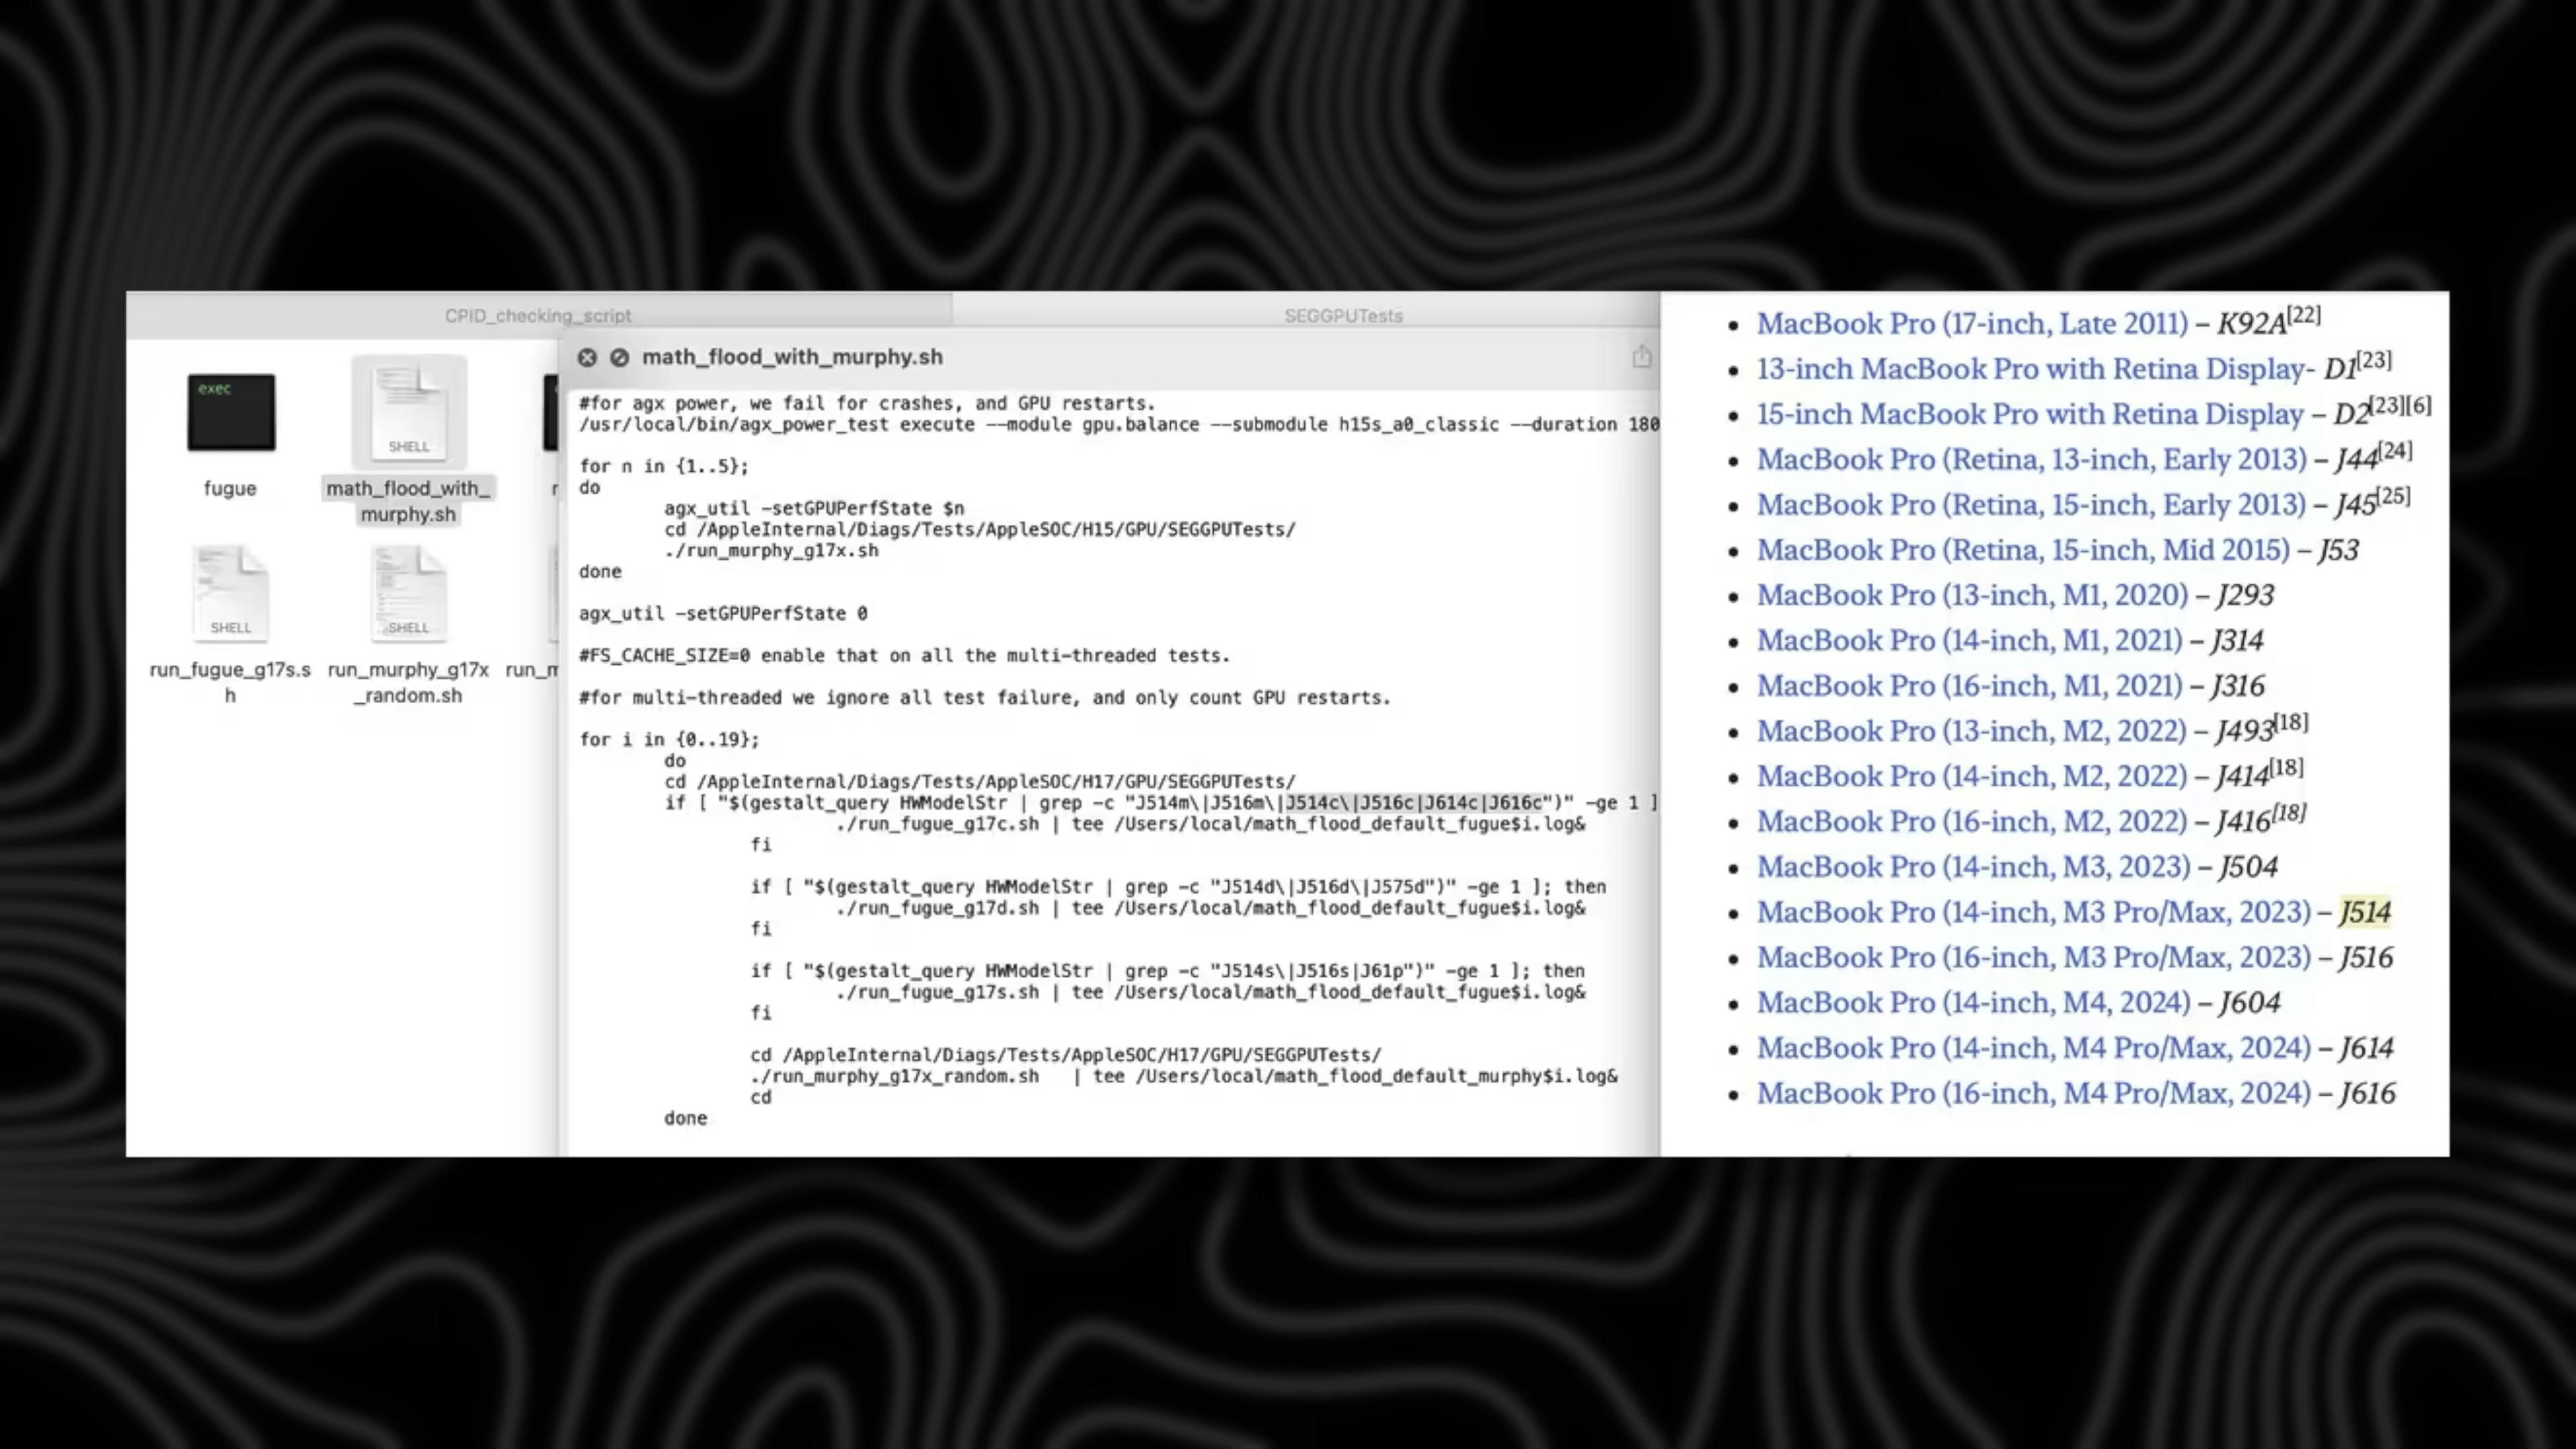 CPID_checking_script
SEGGPUTests
exec
fugue
SHELL
math_flood_with_
murphy.sh
SHELL
run_fugue_g17s.s
h
SHELL
run_murphy_g17x
_random.sh
run_m
math_flood_with_murphy.sh
#for agx power, we fail for crashes, and GPU restarts.
/usr/local/bin/agx_power_test execute --module gpu.balance --submodule h15s_a0_classic --duration 180
for n in {1..5};
do
agx_util -setGPUPerfState $n
cd /AppleInternal/Diags/Tests/AppleSOC/H15/GPU/SEGGPUTests/
./run_murphy_g17x.sh
done
agx_util -setGPUPerfState 0
#FS_CACHE_SIZE=0 enable that on all the multi-threaded tests.
#for multi-threaded we ignore all test failure, and only count GPU restarts.
for i in {0..19};
do
cd /AppleInternal/Diags/Tests/AppleSOC/H17/GPU/SEGGPUTests/
if [ "$(gestalt_query HWModelStr | grep -c "J514m\|J516m\|J514c\|J516c|J614c|J616c")" -ge 1 ]
./run_fugue_g17c.sh | tee /Users/local/math_flood_default_fugue$i.log&
fi
if [ "$(gestalt_query HWModelStr | grep -c "J514d\|J516d\|J575d")" -ge 1 ]; then
./run_fugue_g17d.sh | tee /Users/local/math_flood_default_fugue$i.log&
fi
if [ "$(gestalt_query HWModelStr | grep -c "J514s\|J516s|J61p")" -ge 1 ]; then
./run_fugue_g17s.sh | tee /Users/local/math_flood_default_fugue$i.log&
fi
cd /AppleInternal/Diags/Tests/AppleSOC/H17/GPU/SEGGPUTests/
./run_murphy_g17x_random.sh | tee /Users/local/math_flood_default_murphy$i.log&
cd
done
• MacBook Pro (17-inch, Late 2011) – K92A[22]
• 13-inch MacBook Pro with Retina Display- D1[23]
• 15-inch MacBook Pro with Retina Display – D2[23][6]
• MacBook Pro (Retina, 13-inch, Early 2013) – J44[24]
• MacBook Pro (Retina, 15-inch, Early 2013) – J45[25]
• MacBook Pro (Retina, 15-inch, Mid 2015) – J53
• MacBook Pro (13-inch, M1, 2020) – J293
• MacBook Pro (14-inch, M1, 2021) – J314
• MacBook Pro (16-inch, M1, 2021) – J316
• MacBook Pro (13-inch, M2, 2022) – J493[18]
• MacBook Pro (14-inch, M2, 2022) – J414[18]
• MacBook Pro (16-inch, M2, 2022) – J416[18]
• MacBook Pro (14-inch, M3, 2023) – J504
• MacBook Pro (14-inch, M3 Pro/Max, 2023) – J514
• MacBook Pro (16-inch, M3 Pro/Max, 2023) – J516
• MacBook Pro (14-inch, M4, 2024) – J604
• MacBook Pro (14-inch, M4 Pro/Max, 2024) – J614
• MacBook Pro (16-inch, M4 Pro/Max, 2024) – J616